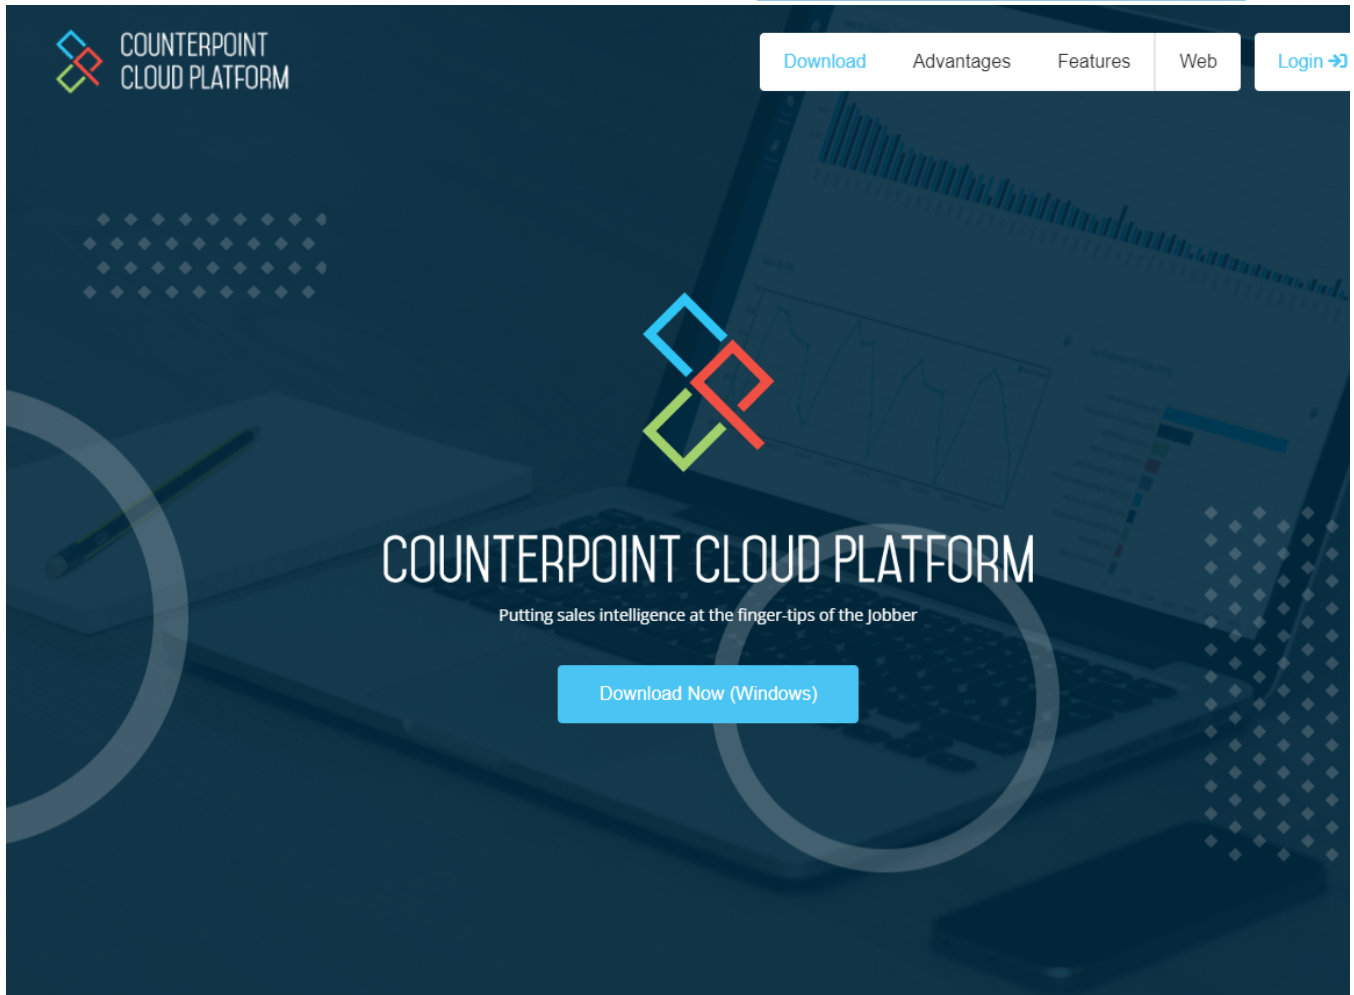 COUNTERPOINT
CLOUD PLATFORM
Download
Advantages
Features
Web
Login
COUNTERPOINT CLOUD PLATFORM
Putting sales intelligence at the finger-tips of the Jobber
Download Now (Windows)